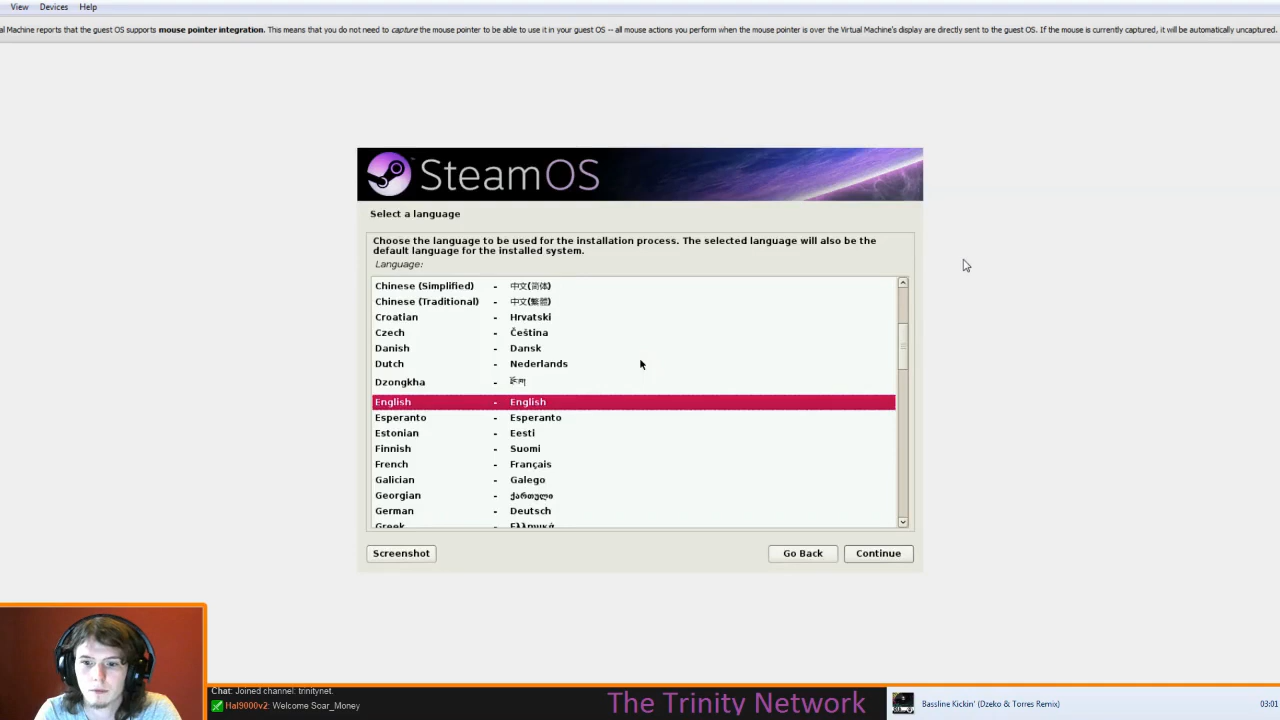 View Devices Help
al Machine reports that the guest OS supports mouse pointer integration. This means that you do not need to capture the mouse pointer to be able to use it in your guest OS -- all mouse actions you perform when the mouse pointer is over the Virtual Machine's display are directly sent to the guest OS. If the mouse is currently captured, it will be automatically uncaptured.
SteamOS
Select a language
Choose the language to be used for the installation process. The selected language will also be the
default language for the installed system.
Language:
Chinese (Simplified) - 中文(简体)
Chinese (Traditional) - 中文(繁體)
Croatian - Hrvatski
Czech - Čeština
Danish - Dansk
Dutch - Nederlands
Dzongkha - རྫོང་ཁ།
English - English
Esperanto - Esperanto
Estonian - Eesti
Finnish - Suomi
French - Français
Galician - Galego
Georgian - ქართული
German - Deutsch
Greek - Ελληνικά
Screenshot Go Back Continue
Chat: Joined channel: trinitynet.
Hal9000v2: Welcome Soar_Money
The Trinity Network
Bassline Kickin' (Dzeko & Torres Remix) 03:01